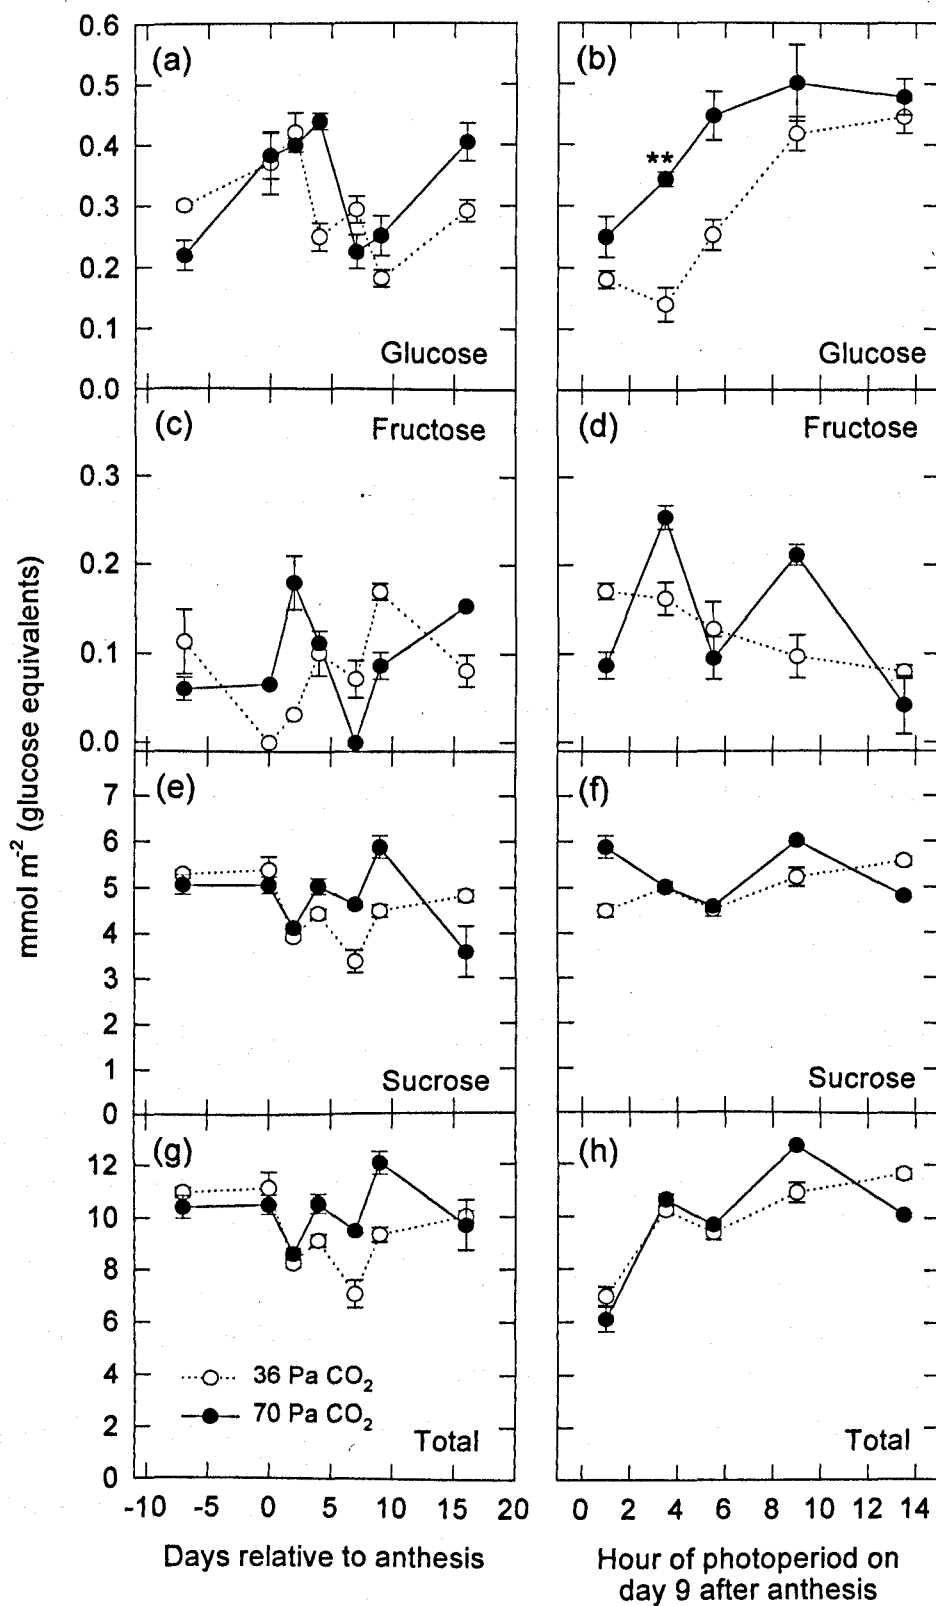 mmol m-2 (glucose equivalents)
0.6
0.5
0.4
0.3
0.2
0.1
0.0
(a)
Glucose
(b)
**
Glucose
0.3
0.2
0.1
0.0
(c)
Fructose
(d)
Fructose
7
6
5
4
3
2
1
0
(e)
Sucrose
(f)
Sucrose
12
10
8
6
4
2
0
(g)
36 Pa CO2
70 Pa CO2
Total
(h)
Total
-10 -5 0 5 10 15 20
Days relative to anthesis
0 2 4 6 8 10 12 14
Hour of photoperiod on
day 9 after anthesis